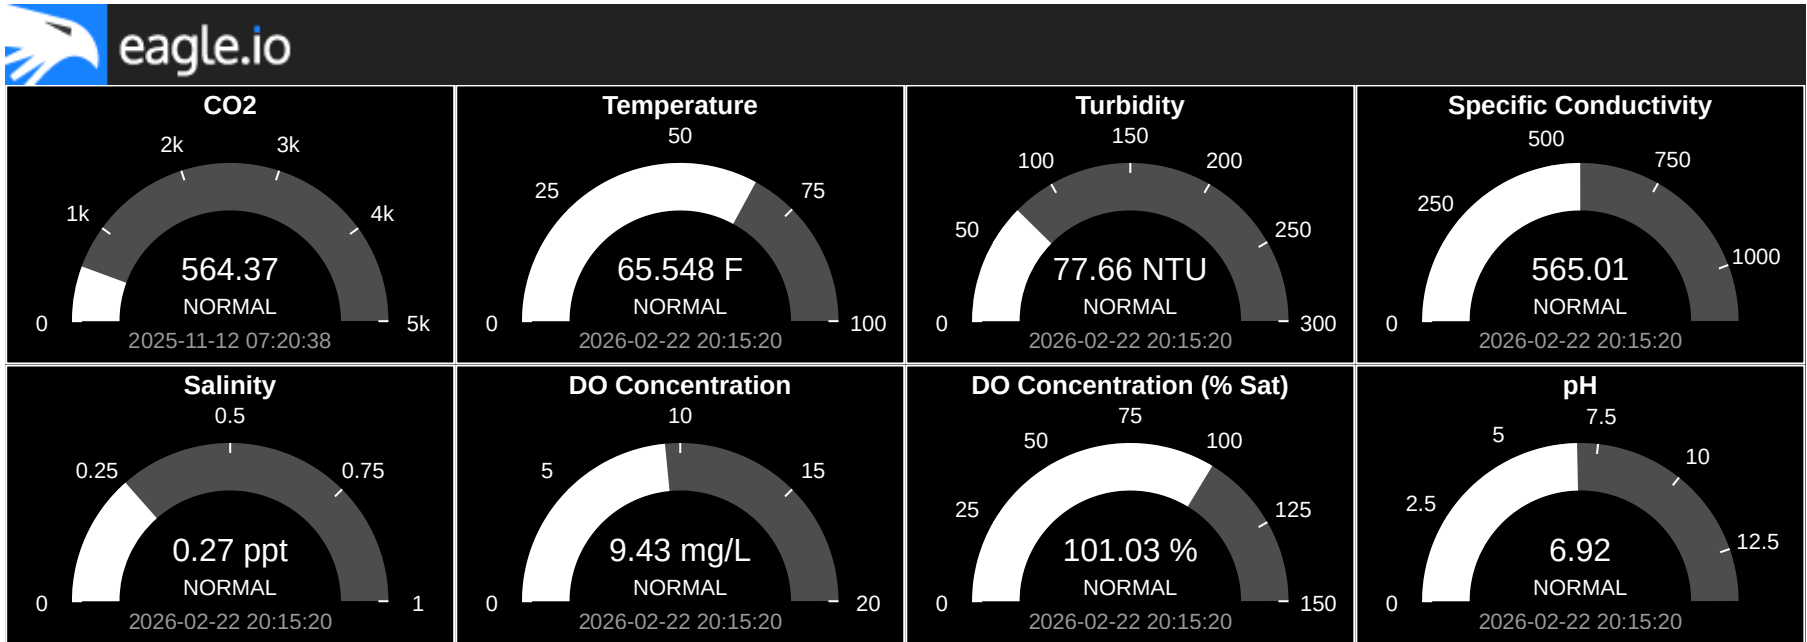 eagle.io
CO2
2k 3k
1k 4k
564.37
NORMAL
0 5k
2025-11-12 07:20:38
Temperature
50
25 75
65.548 F
NORMAL
0 100
2026-02-22 20:15:20
Turbidity
150
100 200
50 250
77.66 NTU
NORMAL
0 300
2026-02-22 20:15:20
Specific Conductivity
500
750
250
1000
565.01
NORMAL
0
2026-02-22 20:15:20
Salinity
0.5
0.25 0.75
0.27 ppt
NORMAL
0 1
2026-02-22 20:15:20
DO Concentration
10
5 15
9.43 mg/L
NORMAL
0 20
2026-02-22 20:15:20
DO Concentration (% Sat)
75
50 100
25 125
101.03 %
NORMAL
0 150
2026-02-22 20:15:20
pH
7.5
5
10
2.5
12.5
6.92
NORMAL
0
2026-02-22 20:15:20